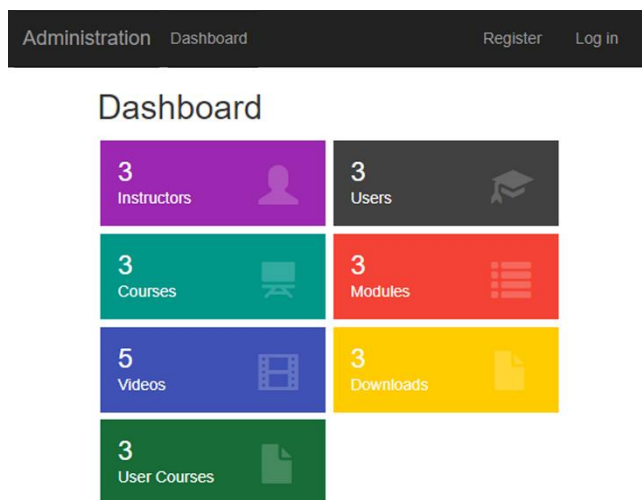 Administration Dashboard Register Log in
Dashboard
3
Instructors
3
Users
3
Courses
3
Modules
5
Videos
3
Downloads
3
User Courses